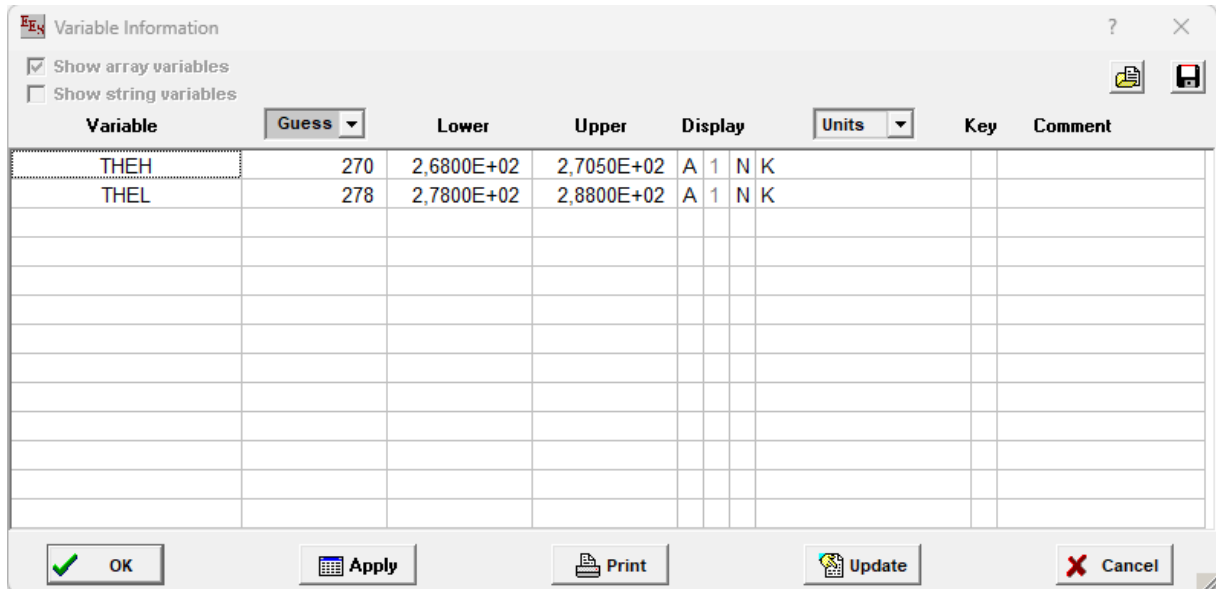 EES Variable Information ?
Show array variables
Show string variables
Variable Guess Lower Upper Display Units Key Comment
THEH 270 2,6800E+02 2,7050E+02 A 1 N K
THEL 278 2,7800E+02 2,8800E+02 A 1 N K
OK Apply Print Update Cancel